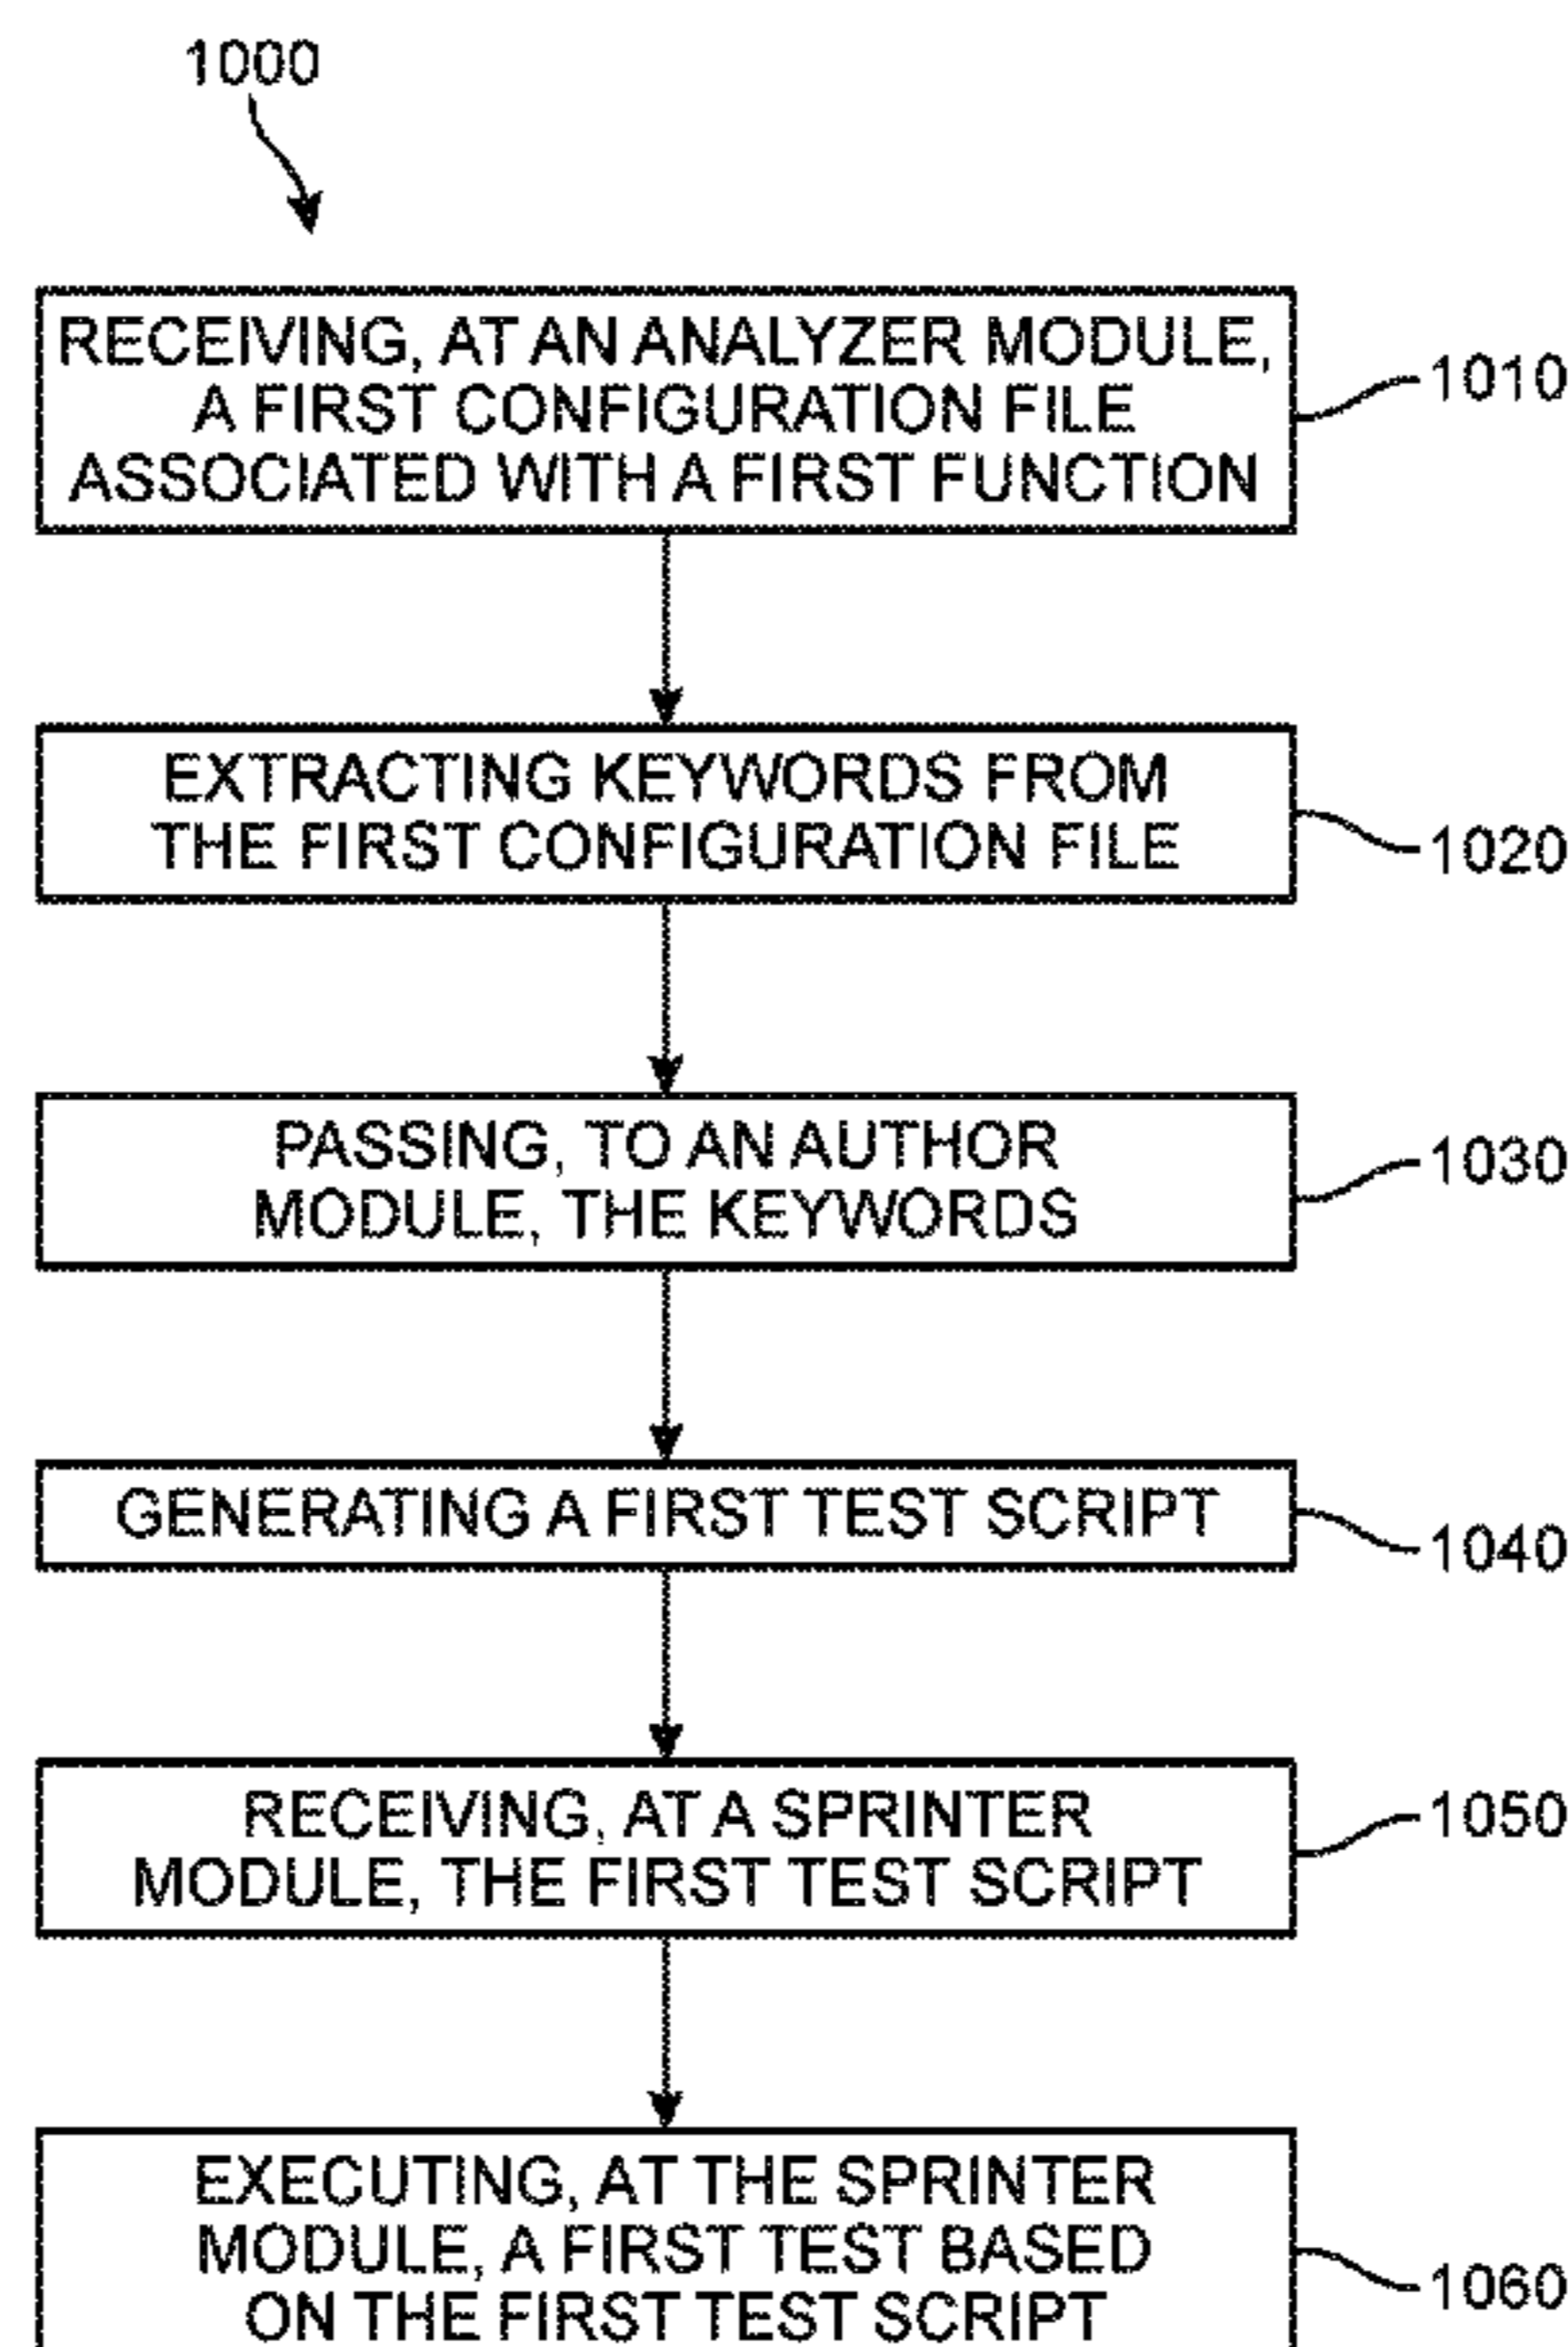 1000
RECEIVING, AT AN ANALYZER MODULE,
A FIRST CONFIGURATION FILE
ASSOCIATED WITH A FIRST FUNCTION
1010
EXTRACTING KEYWORDS FROM
THE FIRST CONFIGURATION FILE
1020
PASSING, TO AN AUTHOR
MODULE, THE KEYWORDS
1030
GENERATING A FIRST TEST SCRIPT
1040
RECEIVING, AT A SPRINTER
MODULE, THE FIRST TEST SCRIPT
1050
EXECUTING, AT THE SPRINTER
MODULE, A FIRST TEST BASED
ON THE FIRST TEST SCRIPT
1060